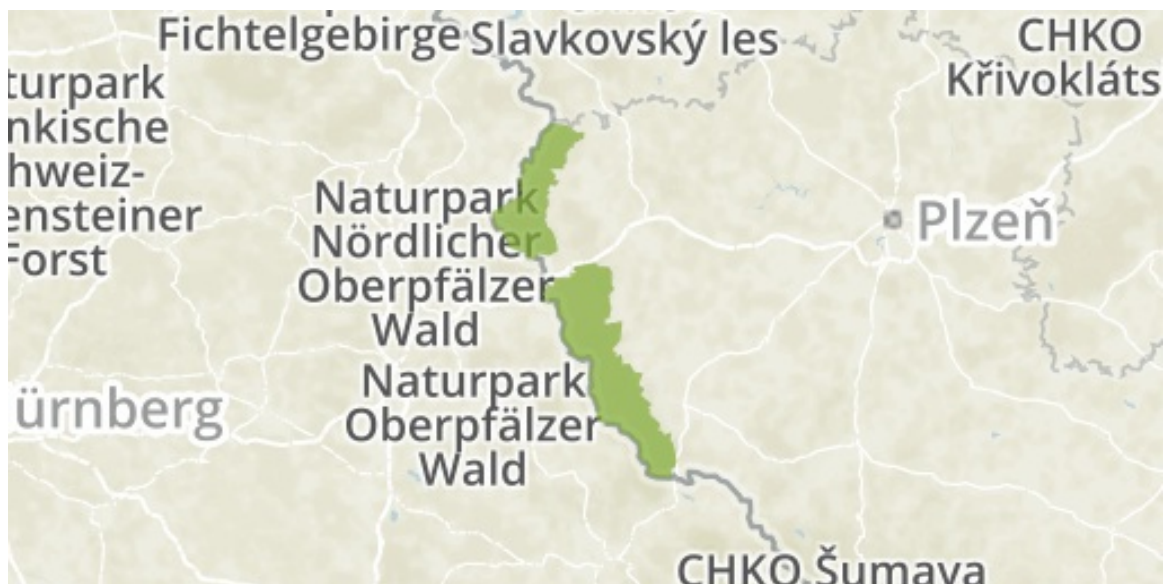 Fichtelgebirge
Slavkovský les
CHKO
Křivokláts
turpark
nkische
hweiz-
ensteiner
Forst
Naturpark
Nördlicher
Oberpfälzer
Wald
Plzeň
Naturpark
Oberpfälzer
Wald
ürnberg
CHKO Šumava